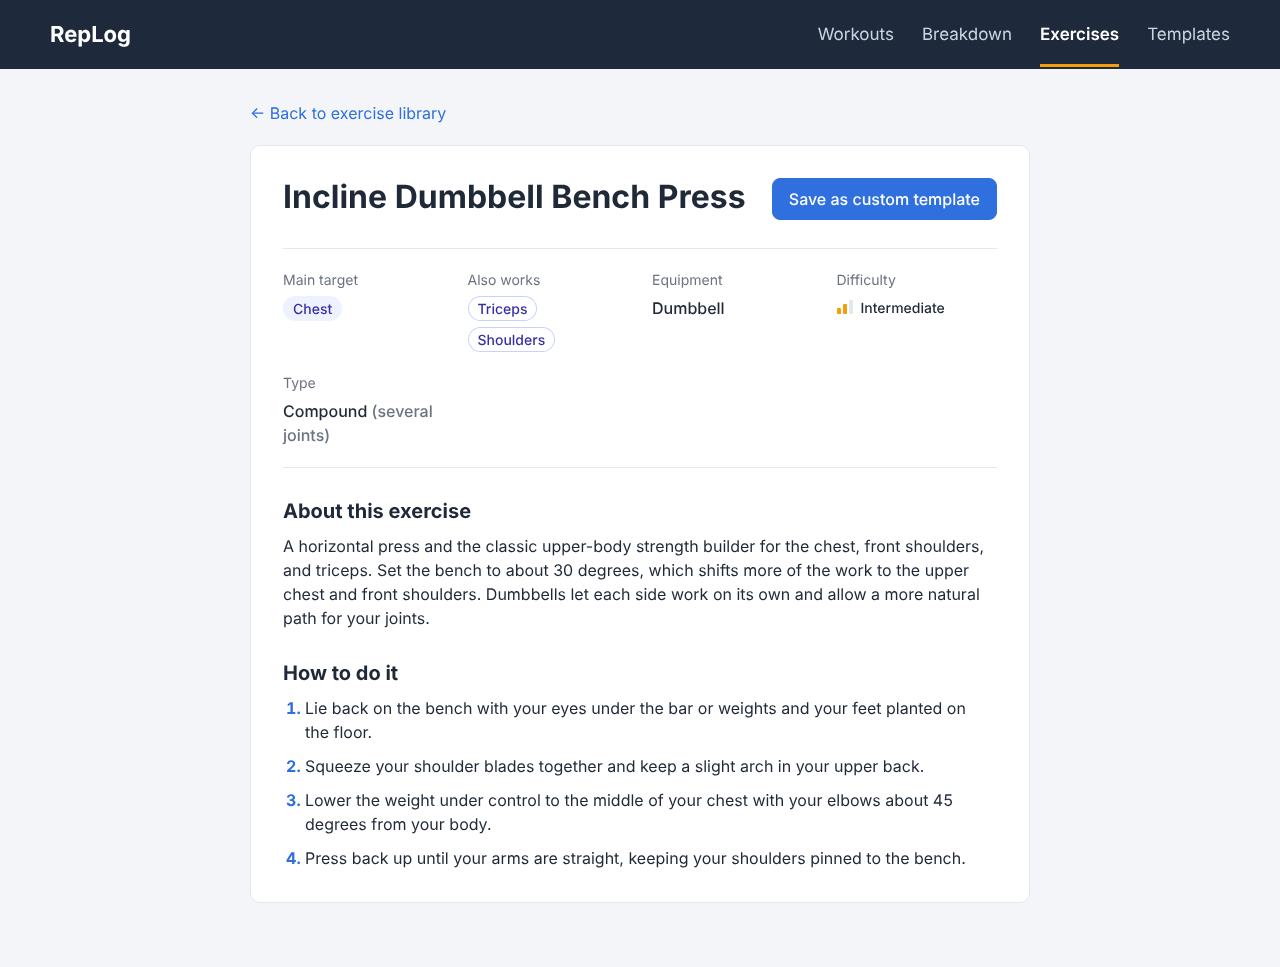 RepLog
Workouts Breakdown Exercises Templates
← Back to exercise library
Incline Dumbbell Bench Press
Save as custom template
Main target
Chest
Also works
Triceps
Shoulders
Equipment
Dumbbell
Difficulty
Intermediate
Type
Compound (several
joints)
About this exercise
A horizontal press and the classic upper-body strength builder for the chest, front shoulders,
and triceps. Set the bench to about 30 degrees, which shifts more of the work to the upper
chest and front shoulders. Dumbbells let each side work on its own and allow a more natural
path for your joints.
How to do it
1. Lie back on the bench with your eyes under the bar or weights and your feet planted on
the floor.
2. Squeeze your shoulder blades together and keep a slight arch in your upper back.
3. Lower the weight under control to the middle of your chest with your elbows about 45
degrees from your body.
4. Press back up until your arms are straight, keeping your shoulders pinned to the bench.